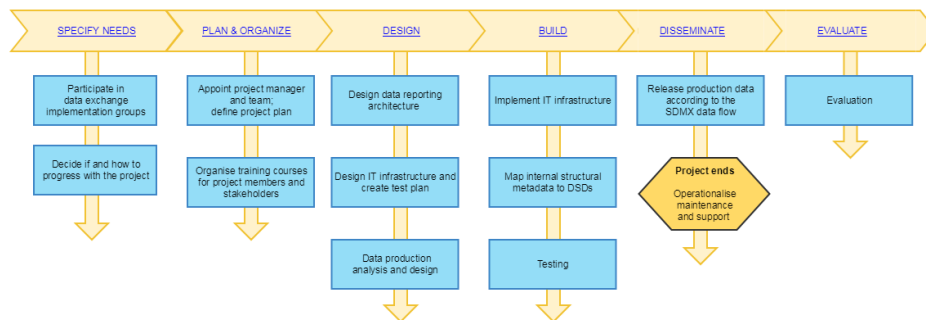 SPECIFY NEEDS
PLAN & ORGANIZE
DESIGN
BUILD
DISSEMINATE
EVALUATE
Participate in
data exchange
implementation groups
Decide if and how to
progress with the project
Appoint project manager
and team;
define project plan
Organise training courses
for project members and
stakeholders
Design data reporting
architecture
Design IT infrastructure and
create test plan
Data production
analysis and design
Implement IT infrastructure
Map internal structural
metadata to DSDs
Testing
Release production data
according to the
SDMX data flow
Project ends
Operationalise
maintenance
and support
Evaluation